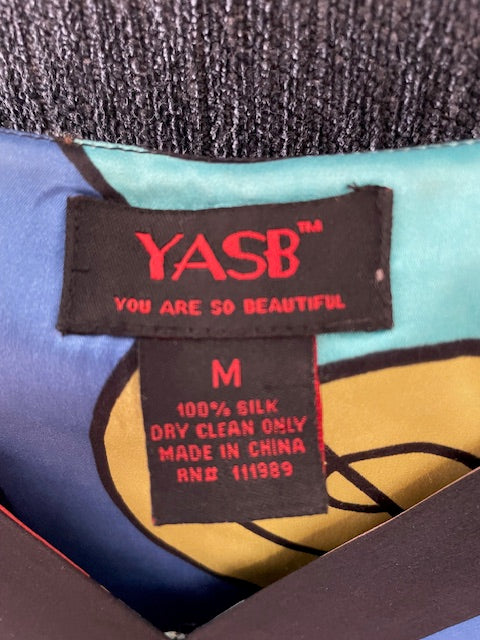 YASB™
YOU ARE SO BEAUTIFUL
M
100% SILK
DRY CLEAN ONLY
MADE IN CHINA
RN# 111989